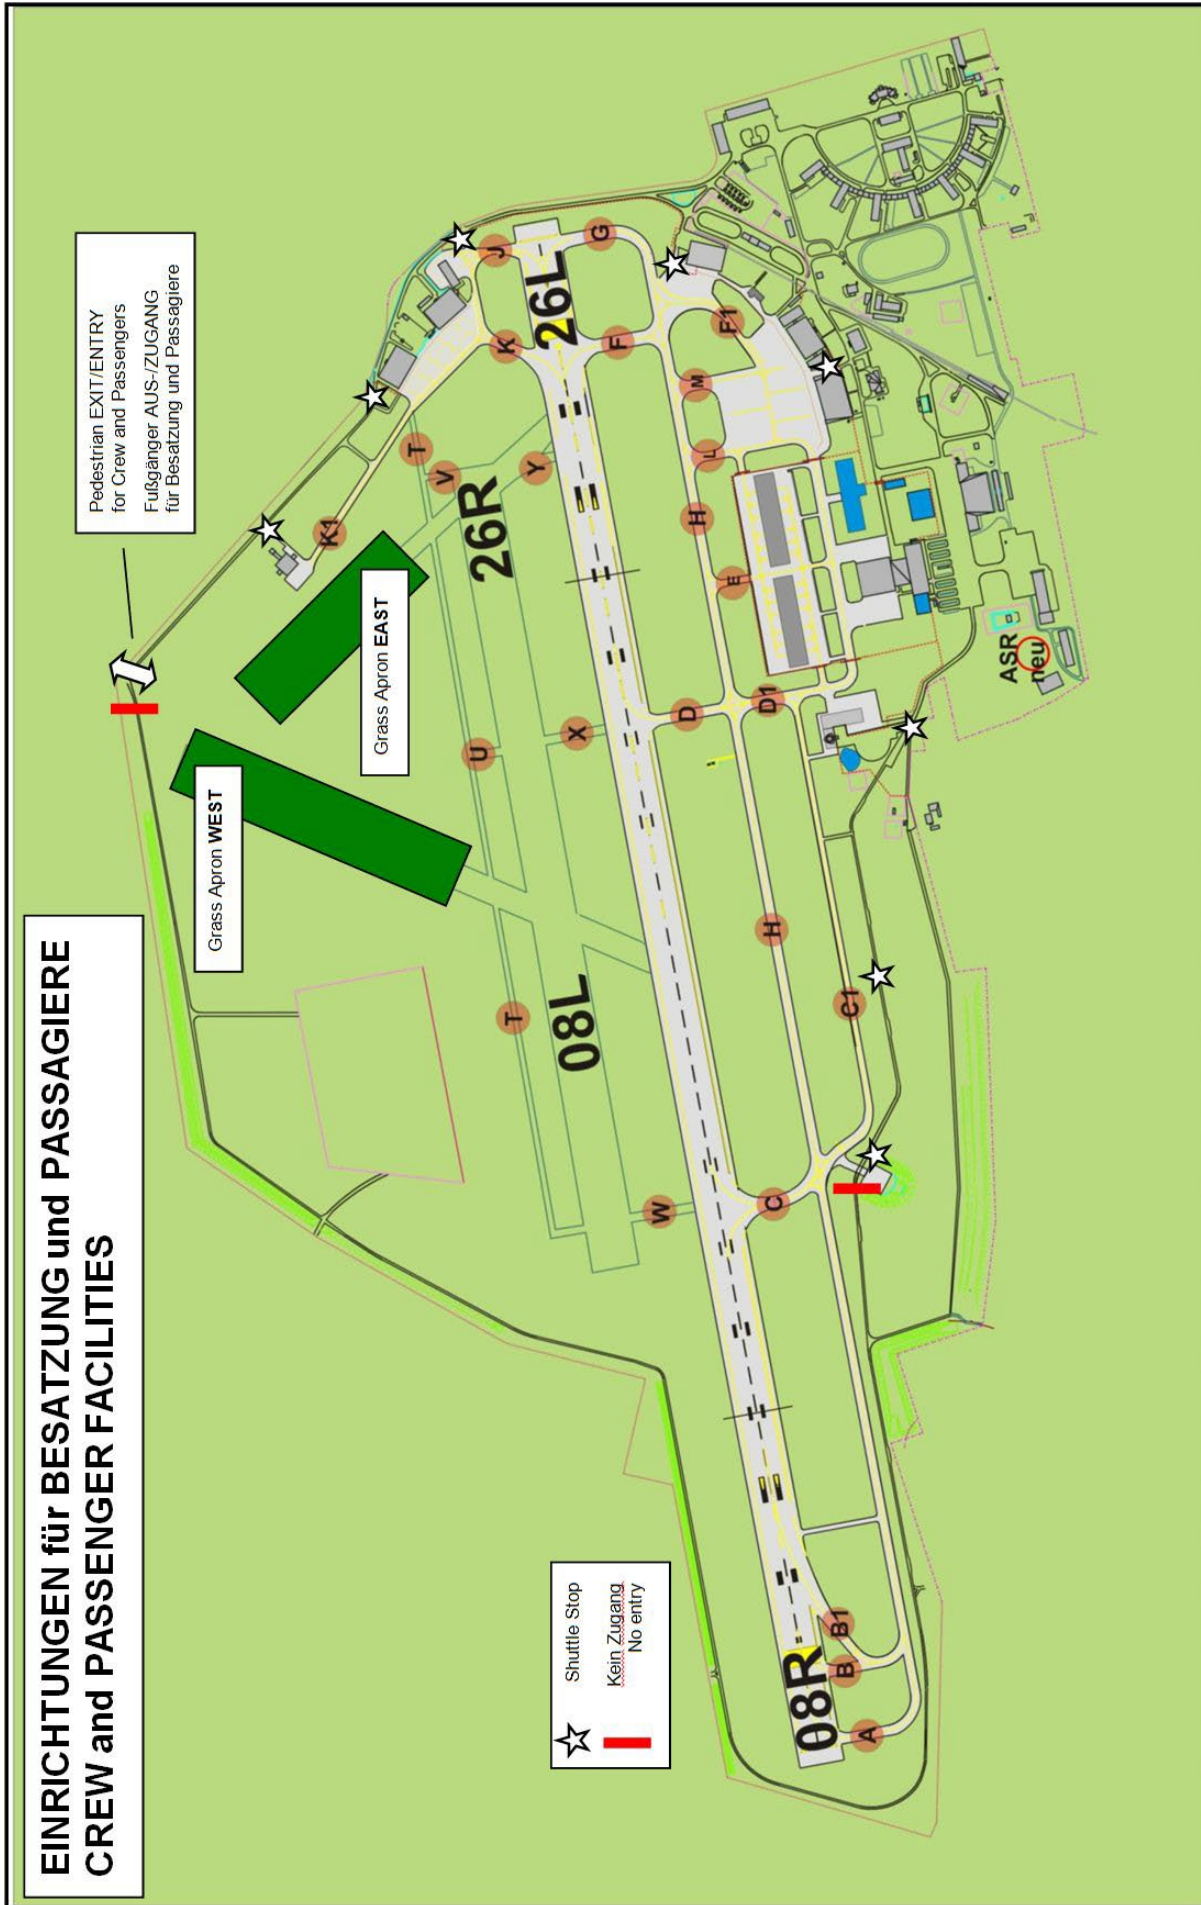 EINRICHTUNGEN für BESATZUNG und PASSAGIERE
CREW and PASSENGER FACILITIES
Pedestrian EXIT/ENTRY
for Crew and Passengers
Fußgänger AUS-/ZUGANG
für Besatzung und Passagiere
Grass Apron WEST
Grass Apron EAST
Shuttle Stop
Kein Zugang
No entry
K1
T
V
Y
K
J
26L
G
F
F1
M
L
H
E
26R
U
X
D
D1
T
08L
H
C1
W
C
08R
B1
B
A
ASR
neu